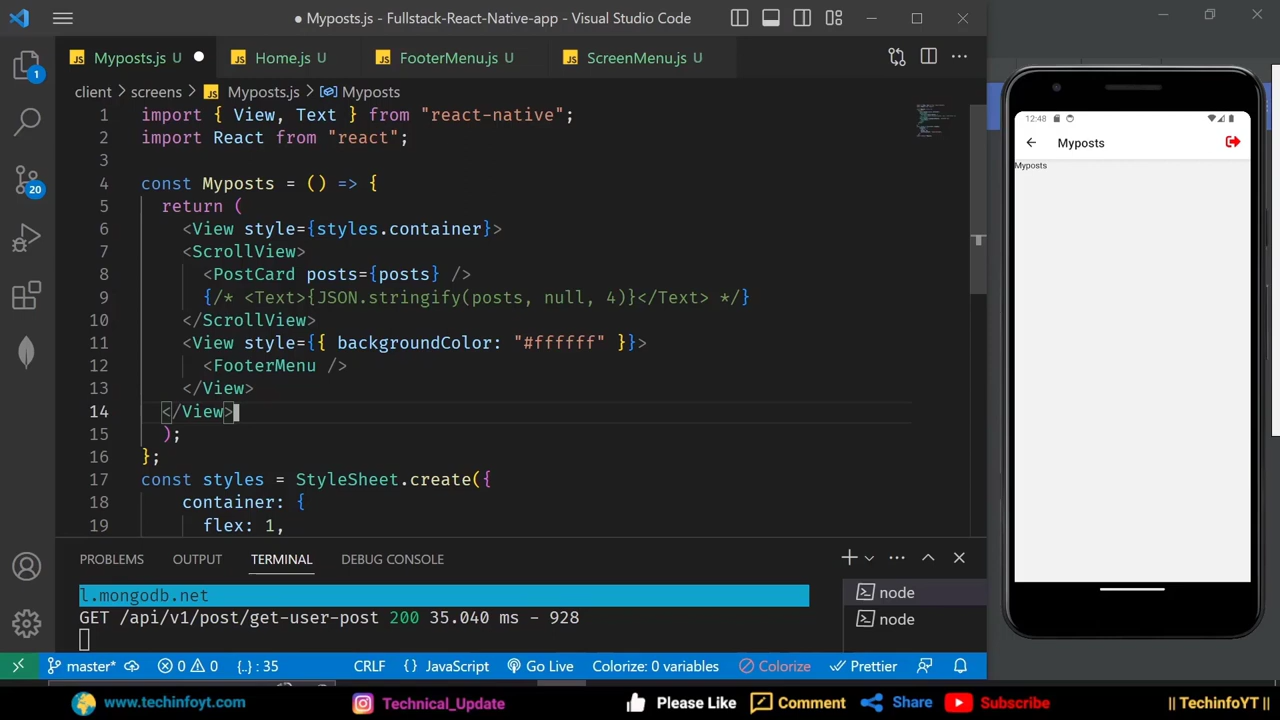 ● Myposts.js - Fullstack-React-Native-app - Visual Studio Code
JS Myposts.js U ● JS Home.js U JS FooterMenu.js U JS ScreenMenu.js U
client > screens > JS Myposts.js > Myposts
1 import { View, Text } from "react-native";
2 import React from "react";
3
4 const Myposts = () => {
5 return (
6 <View style={styles.container}>
7 <ScrollView>
8 <PostCard posts={posts} />
9 {/* <Text>{JSON.stringify(posts, null, 4)}</Text> */}
10 </ScrollView>
11 <View style={{ backgroundColor: "#ffffff" }}>
12 <FooterMenu />
13 </View>
14 </View>
15 );
16 };
17 const styles = StyleSheet.create({
18 container: {
19 flex: 1,
1
20
PROBLEMS OUTPUT TERMINAL DEBUG CONSOLE
l.mongodb.net
GET /api/v1/post/get-user-post 200 35.040 ms - 928
node
node
master* 0 0 {..} : 35 CRLF {} JavaScript Go Live Colorize: 0 variables Colorize Prettier
12:48
Myposts
Myposts
www.techinfoyt.com Technical_Update Please Like Comment Share Subscribe || TechinfoYT ||